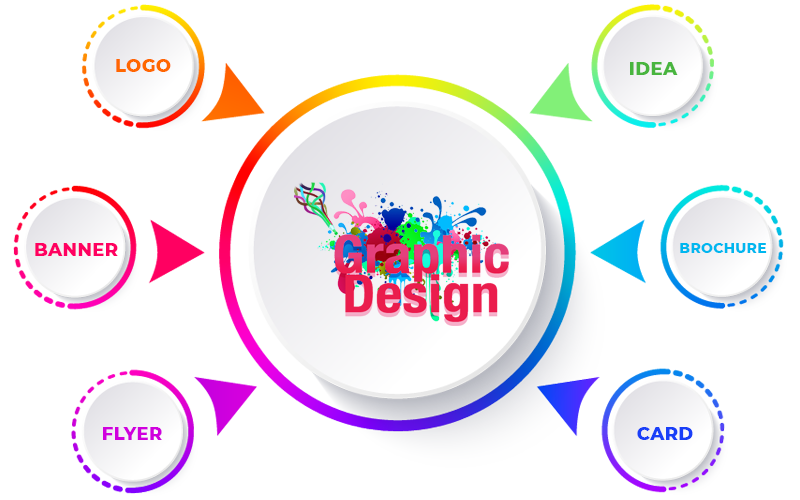 LOGO
IDEA
BANNER
Graphic
Design
BROCHURE
FLYER
CARD